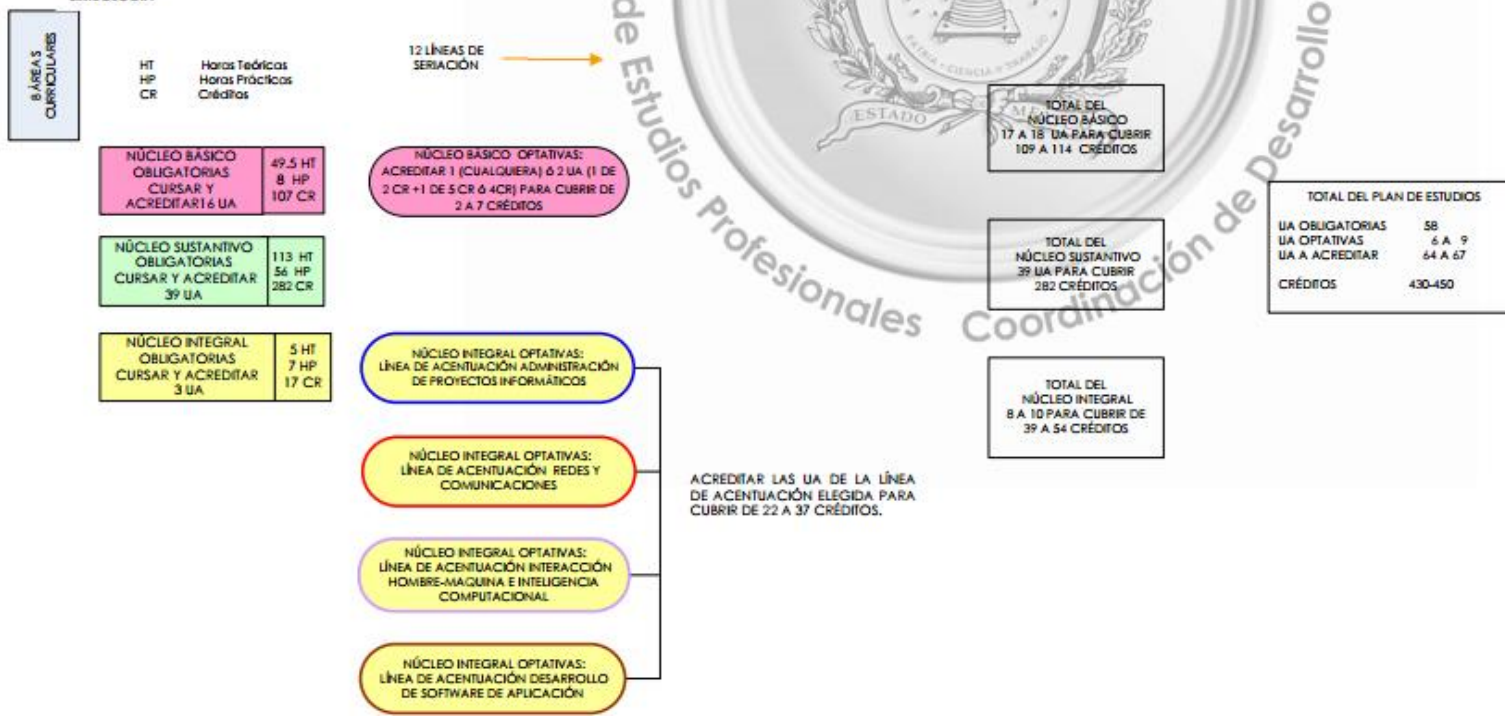 8 ÁREAS
CURRICULARES
HT Horas Teóricas
HP Horas Prácticas
CR Créditos
12 LÍNEAS DE
SERIACIÓN
NÚCLEO BÁSICO
OBLIGATORIAS
CURSAR Y
ACREDITAR16 UA
49.5 HT
8 HP
107 CR
NÚCLEO BÁSICO OPTATIVAS:
ACREDITAR 1 (CUALQUIERA) Ó 2 UA (1 DE
2 CR +1 DE 5 CR Ó 4CR) PARA CUBRIR DE
2 A 7 CRÉDITOS
NÚCLEO SUSTANTIVO
OBLIGATORIAS
CURSAR Y ACREDITAR
39 UA
113 HT
56 HP
282 CR
NÚCLEO INTEGRAL
OBLIGATORIAS
CURSAR Y ACREDITAR
3 UA
5 HT
7 HP
17 CR
NÚCLEO INTEGRAL OPTATIVAS:
LÍNEA DE ACENTUACIÓN ADMINISTRACIÓN
DE PROYECTOS INFORMÁTICOS
NÚCLEO INTEGRAL OPTATIVAS:
LÍNEA DE ACENTUACIÓN REDES Y
COMUNICACIONES
NÚCLEO INTEGRAL OPTATIVAS:
LÍNEA DE ACENTUACIÓN INTERACCIÓN
HOMBRE-MAQUINA E INTELIGENCIA
COMPUTACIONAL
NÚCLEO INTEGRAL OPTATIVAS:
LÍNEA DE ACENTUACIÓN DESARROLLO
DE SOFTWARE DE APLICACIÓN
ACREDITAR LAS UA DE LA LÍNEA
DE ACENTUACIÓN ELEGIDA PARA
CUBRIR DE 22 A 37 CRÉDITOS.
TOTAL DEL
NÚCLEO BÁSICO
17 A 18 UA PARA CUBRIR
109 A 114 CRÉDITOS
TOTAL DEL
NÚCLEO SUSTANTIVO
39 UA PARA CUBRIR
282 CRÉDITOS
TOTAL DEL
NÚCLEO INTEGRAL
8 A 10 PARA CUBRIR DE
39 A 54 CRÉDITOS
TOTAL DEL PLAN DE ESTUDIOS
UA OBLIGATORIAS 58
UA OPTATIVAS 6 A 9
UA A ACREDITAR 64 A 67
CRÉDITOS 430-450
de Estudios Profesionales
Coordinación de Desarrollo
PATRIA • CIENCIA Y TRABAJO
ESTADO